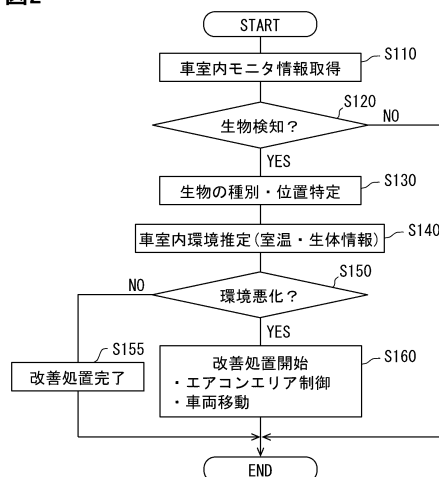 図2
START
車室内モニタ情報取得
S110
生物検知?
S120
NO
YES
生物の種別・位置特定
S130
車室内環境推定(室温・生体情報)
S140
環境悪化?
S150
NO
YES
改善処置完了
S155
改善処置開始
・エアコンエリア制御
・車両移動
S160
END